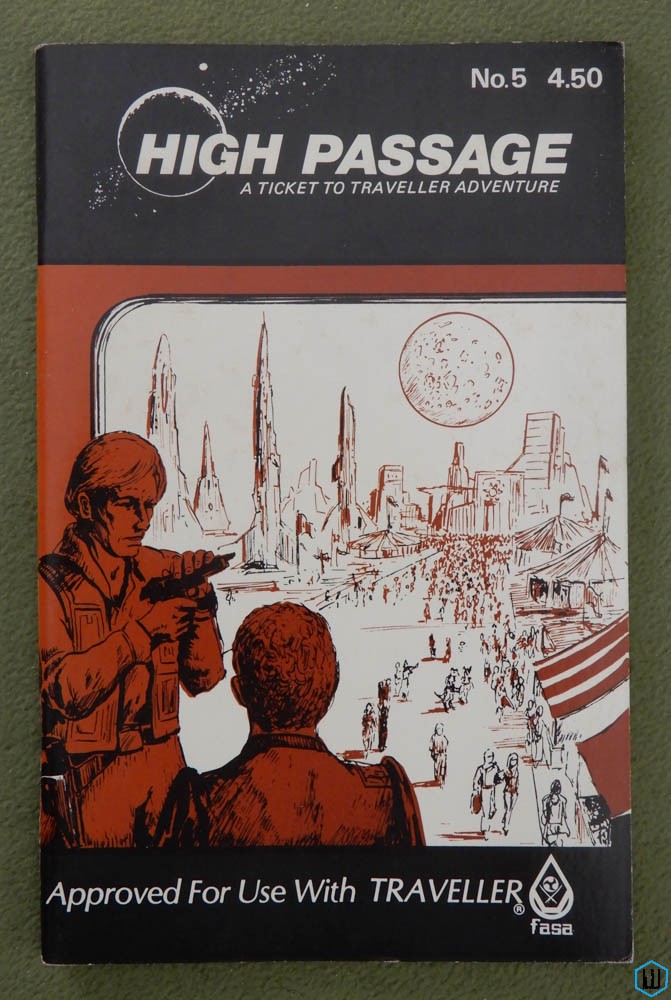 No.5 4.50
HIGH PASSAGE
A TICKET TO TRAVELLER ADVENTURE
Approved For Use With TRAVELLER®
fasa